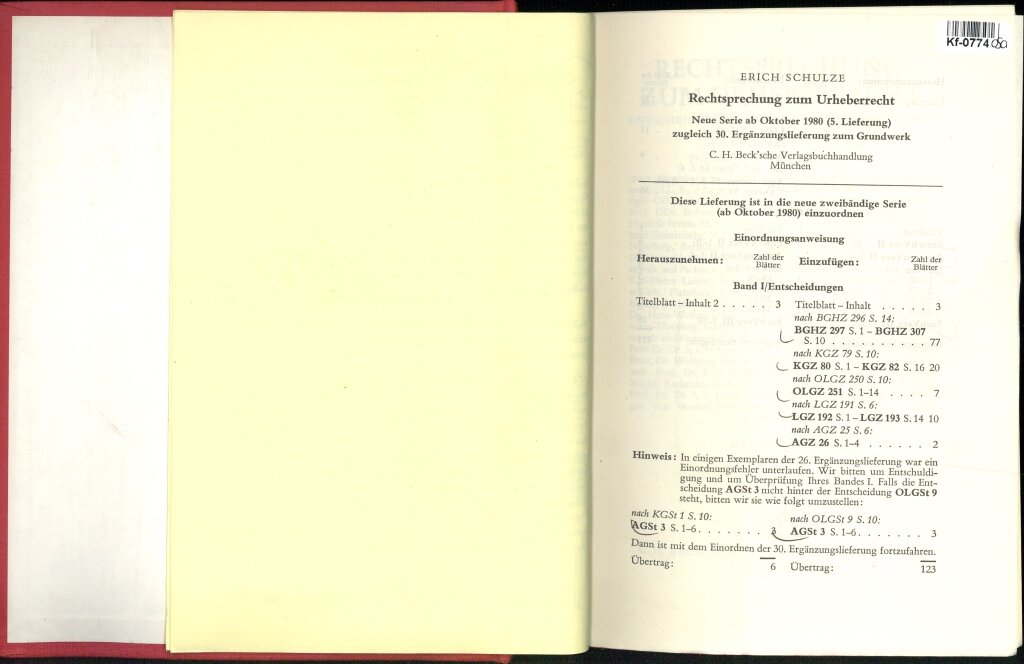 Kf-0774
ERICH SCHULZE
Rechtsprechung zum Urheberrecht
Neue Serie ab Oktober 1980 (5. Lieferung)
zugleich 30. Ergänzungslieferung zum Grundwerk
C. H. Beck'sche Verlagsbuchhandlung
München
Diese Lieferung ist in die neue zweibändige Serie
(ab Oktober 1980) einzuordnen
Einordnungsanweisung
Herauszunehmen: Zahl der Blätter Einzufügen: Zahl der Blätter
Band I/Entscheidungen
Titelblatt – Inhalt 2 . . . . . 3 Titelblatt – Inhalt . . . . . 3
nach BGHZ 296 S. 14:
BGHZ 297 S. 1 – BGHZ 307
S. 10 . . . . . . . . . . 77
nach KGZ 79 S. 10:
KGZ 80 S. 1 – KGZ 82 S. 16 20
nach OLGZ 250 S. 10:
OLGZ 251 S. 1–14 . . . . 7
nach LGZ 191 S. 6:
LGZ 192 S. 1 – LGZ 193 S. 14 10
nach AGZ 25 S. 6:
AGZ 26 S. 1–4 . . . . . . 2
Hinweis: In einigen Exemplaren der 26. Ergänzungslieferung war ein
Einordnungsfehler unterlaufen. Wir bitten um Entschuldi-
gung und um Überprüfung Ihres Bandes I. Falls die Ent-
scheidung AGSt 3 nicht hinter der Entscheidung OLGSt 9
steht, bitten wir sie wie folgt umzustellen:
nach KGSt 1 S. 10: nach OLGSt 9 S. 10:
AGSt 3 S. 1–6 . . . . . . . 3 AGSt 3 S. 1–6 . . . . . . . 3
Dann ist mit dem Einordnen der 30. Ergänzungslieferung fortzufahren.
Übertrag: 6 Übertrag: 123